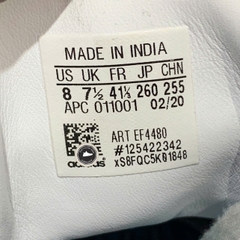 MADE IN INDIA
US UK FR JP CHN
8 7½ 41⅓ 260 255
APC 011001 02/20
ART EF4480
#125422342
xS8FQC5K01848